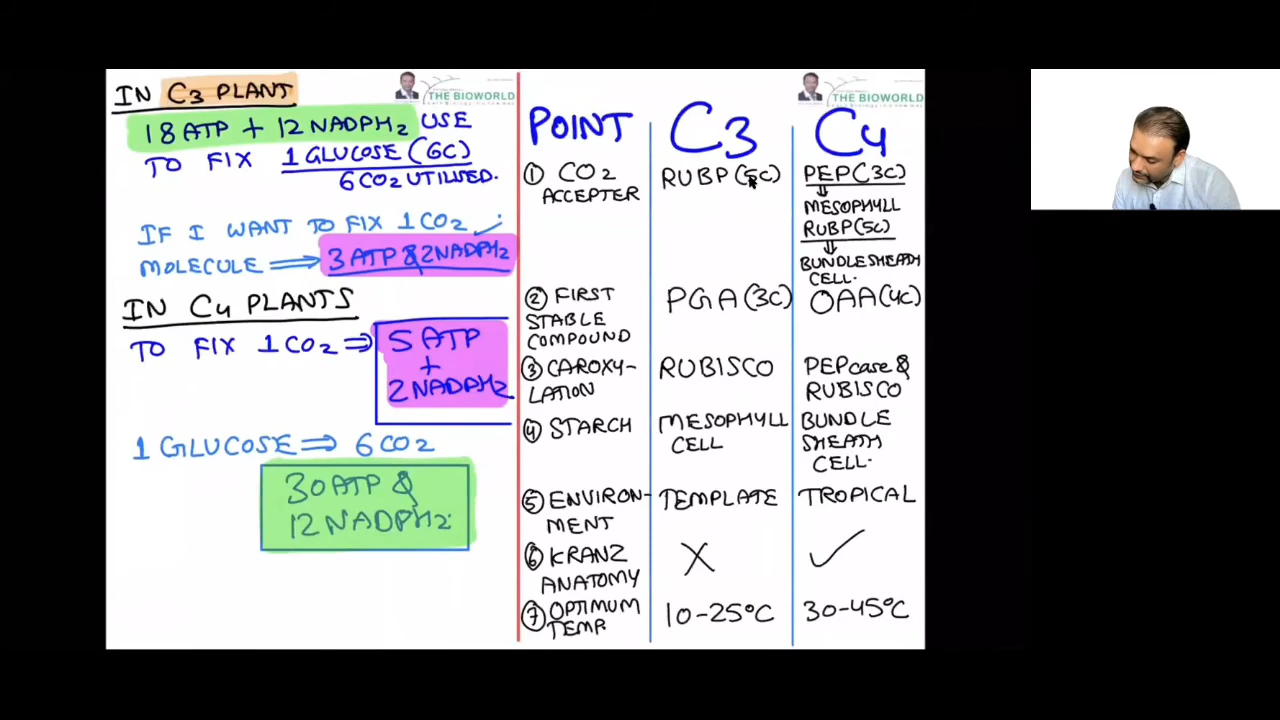 IN C3 PLANT
THE BIOWORLD
18 ATP + 12 NADPH2 USE
TO FIX 1 GLUCOSE (6C)
6 CO2 UTILISED.
IF I WANT TO FIX 1 CO2
MOLECULE ⟹ 3 ATP & 2 NADPH2
IN C4 PLANTS
TO FIX 1 CO2 ⟹ 5 ATP
+
2 NADPH2
1 GLUCOSE ⟹ 6 CO2
30 ATP &
12 NADPH2
THE BIOWORLD
POINT C3 C4
① CO2 ACCEPTER RUBP (5C) PEP (3C)
⇓
MESOPHYLL
RUBP (5C)
⇓
BUNDLE SHEATH
CELL.
② FIRST STABLE COMPOUND PGA (3C) OAA (4C)
③ CAROXY-
LATION RUBISCO PEPcase &
RUBISCO
④ STARCH MESOPHYLL
CELL BUNDLE
SHEATH
CELL.
⑤ ENVIRON-
MENT TEMPLATE TROPICAL
⑥ KRANZ
ANATOMY X ✓
⑦ OPTIMUM
TEMP. 10-25°C 30-45°C